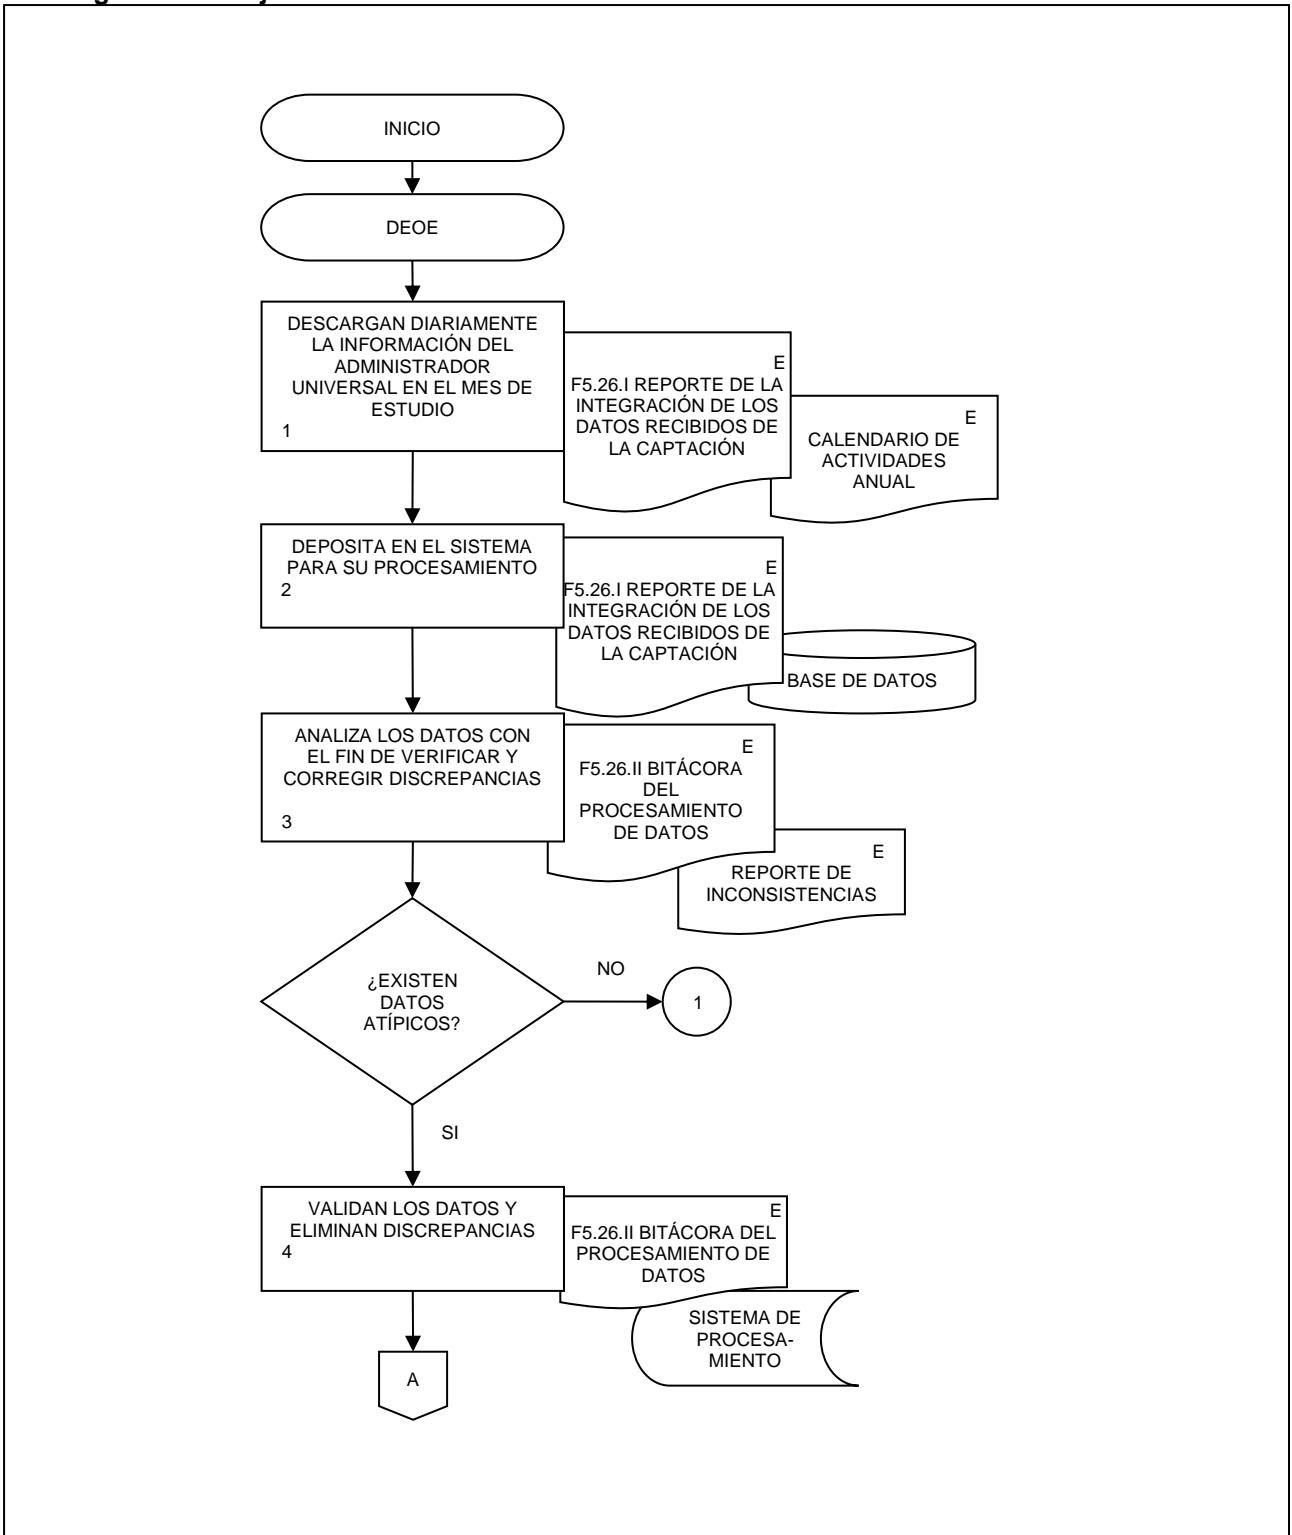 INICIO
DEOE
DESCARGAN DIARIAMENTE
LA INFORMACIÓN DEL
ADMINISTRADOR
UNIVERSAL EN EL MES DE
ESTUDIO
1
E
F5.26.I REPORTE DE LA
INTEGRACIÓN DE LOS
DATOS RECIBIDOS DE
LA CAPTACIÓN
E
CALENDARIO DE
ACTIVIDADES
ANUAL
DEPOSITA EN EL SISTEMA
PARA SU PROCESAMIENTO
2
E
F5.26.I REPORTE DE LA
INTEGRACIÓN DE LOS
DATOS RECIBIDOS DE
LA CAPTACIÓN
BASE DE DATOS
ANALIZA LOS DATOS CON
EL FIN DE VERIFICAR Y
CORREGIR DISCREPANCIAS
3
E
F5.26.II BITÁCORA
DEL
PROCESAMIENTO
DE DATOS
E
REPORTE DE
INCONSISTENCIAS
¿EXISTEN
DATOS
ATÍPICOS?
NO
1
SI
VALIDAN LOS DATOS Y
ELIMINAN DISCREPANCIAS
4
E
F5.26.II BITÁCORA DEL
PROCESAMIENTO DE
DATOS
SISTEMA DE
PROCESA-
MIENTO
A